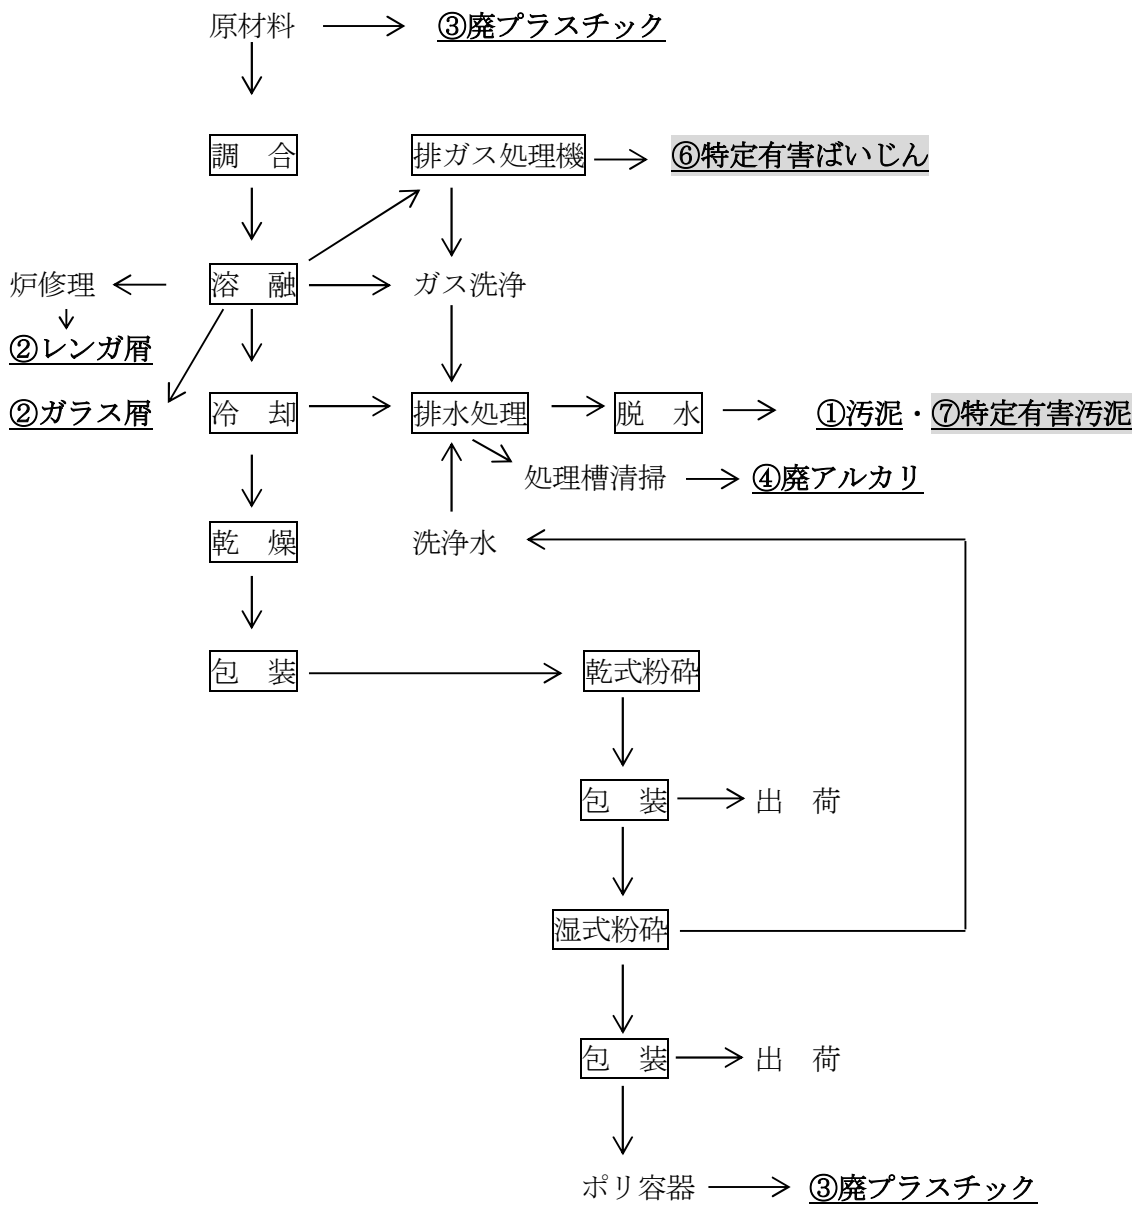 原材料 ③廃プラスチック
調　合 排ガス処理機 ⑥特定有害ばいじん
炉修理 溶　融 ガス洗浄
②レンガ屑
②ガラス屑 冷　却 排水処理 脱　水 ①汚泥・⑦特定有害汚泥
処理槽清掃 ④廃アルカリ
乾　燥 洗浄水
包　装 乾式粉砕
包　装 出　荷
湿式粉砕
包　装 出　荷
ポリ容器 ③廃プラスチック